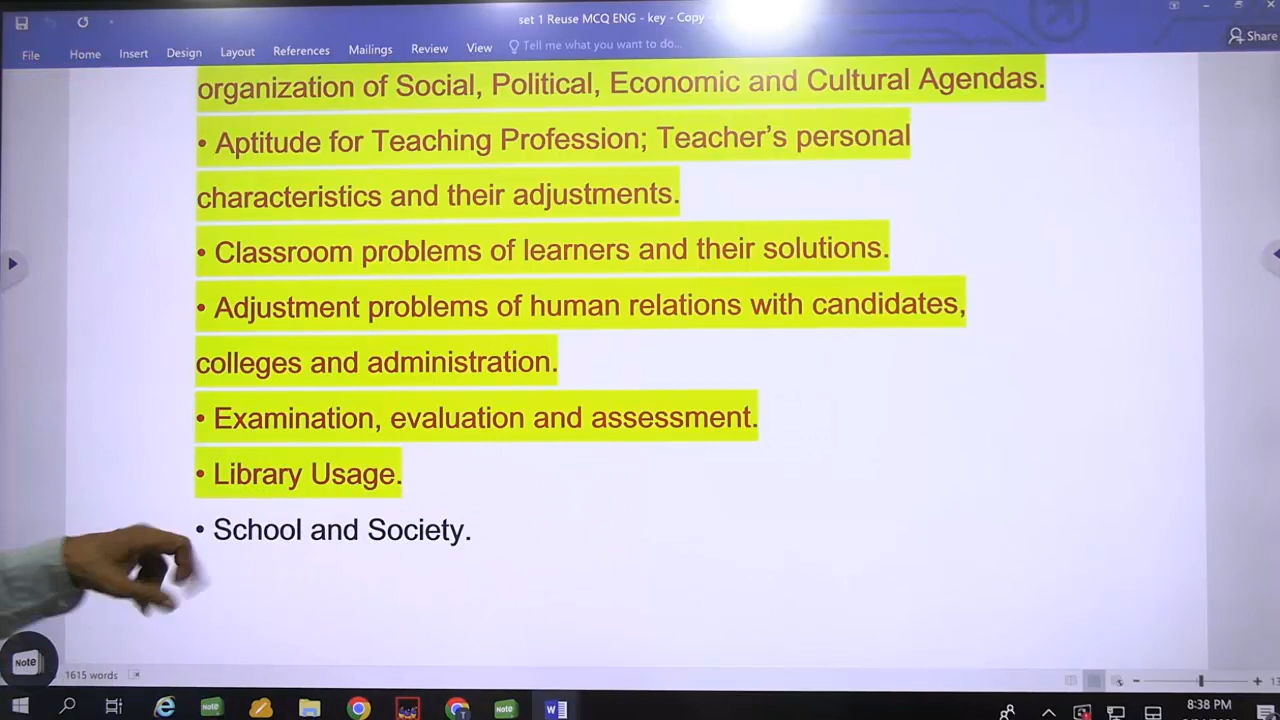 set 1 Reuse MCQ ENG - key - Copy -
File Home Insert Design Layout References Mailings Review View Tell me what you want to do... Share
organization of Social, Political, Economic and Cultural Agendas.
• Aptitude for Teaching Profession; Teacher’s personal
characteristics and their adjustments.
• Classroom problems of learners and their solutions.
• Adjustment problems of human relations with candidates,
colleges and administration.
• Examination, evaluation and assessment.
• Library Usage.
• School and Society.
Note
1615 words
Note Note
8:38 PM